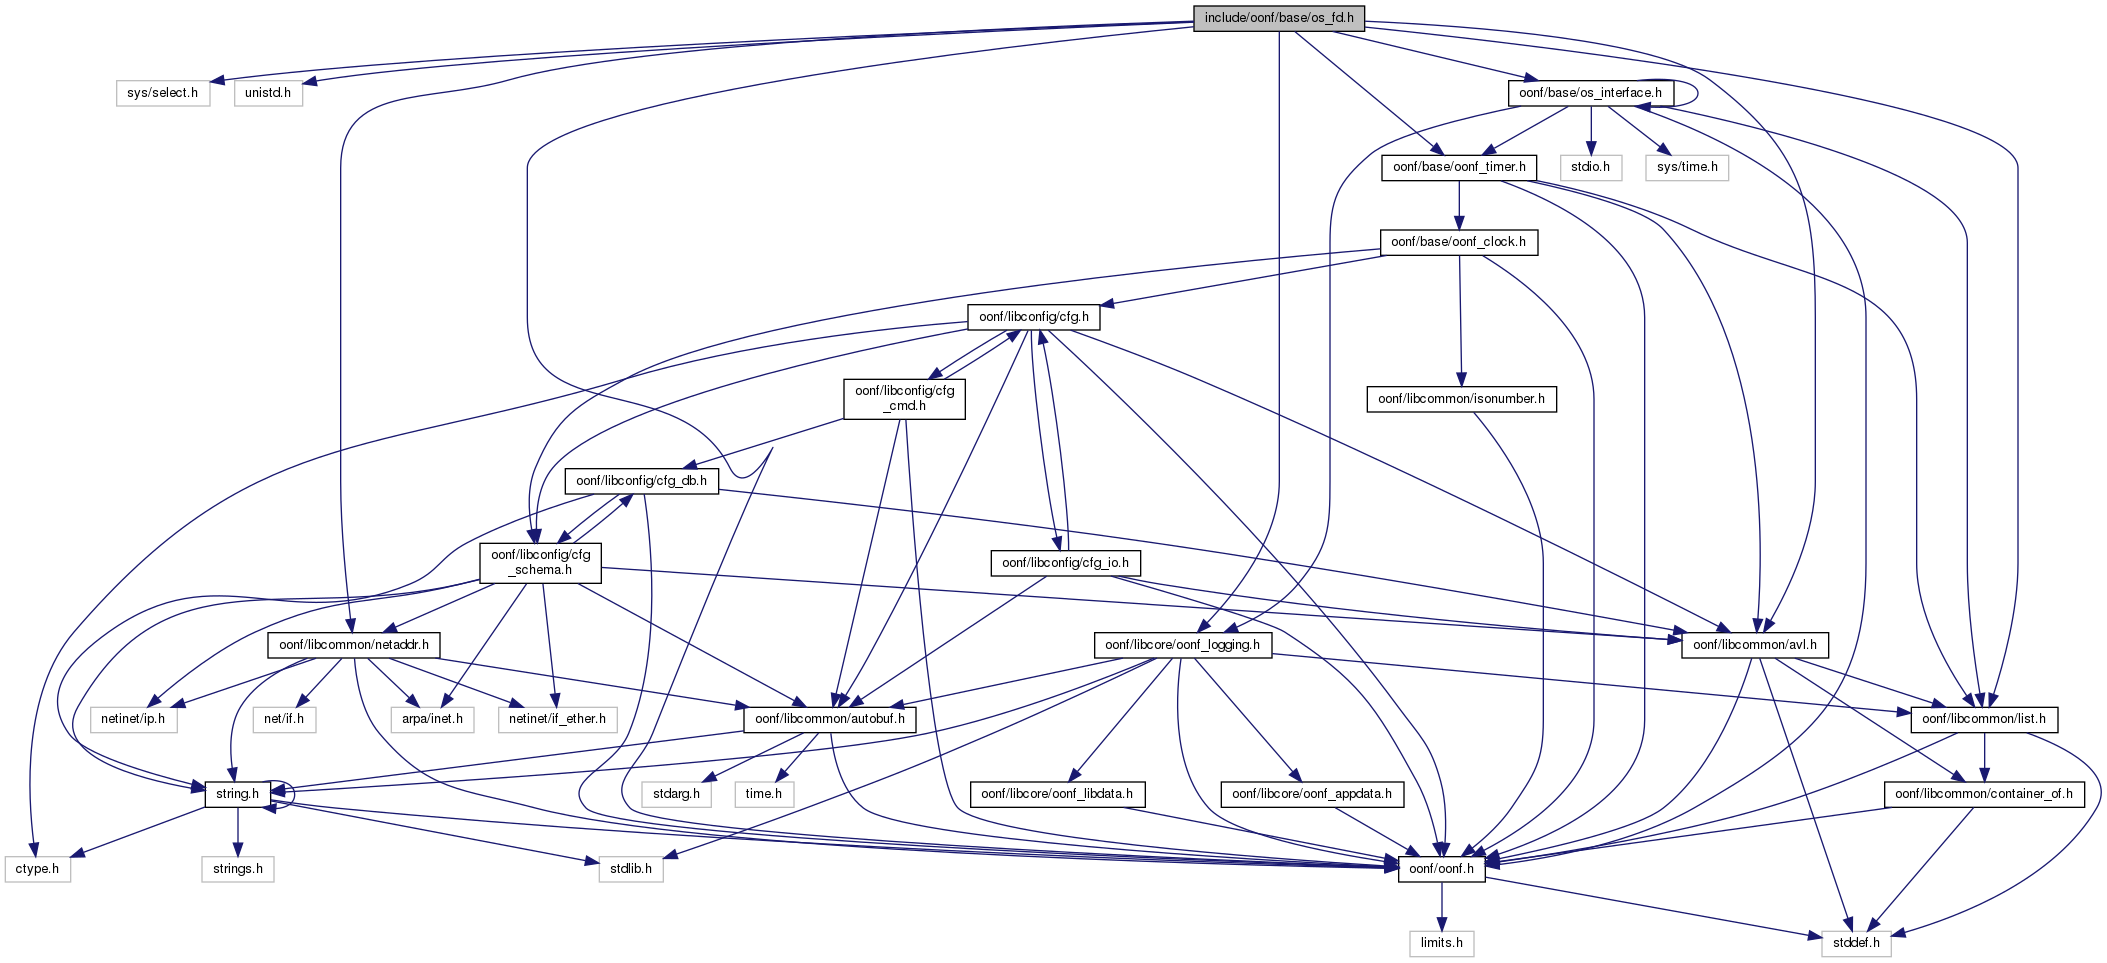 include/oonf/base/os_fd.h
sys/select.h
unistd.h
oonf/base/os_interface.h
oonf/base/oonf_timer.h
stdio.h
sys/time.h
oonf/base/oonf_clock.h
oonf/libconfig/cfg.h
oonf/libconfig/cfg
_cmd.h
oonf/libcommon/isonumber.h
oonf/libconfig/cfg_db.h
oonf/libconfig/cfg
_schema.h
oonf/libconfig/cfg_io.h
oonf/libcommon/netaddr.h
oonf/libcore/oonf_logging.h
oonf/libcommon/avl.h
netinet/ip.h
net/if.h
arpa/inet.h
netinet/if_ether.h
oonf/libcommon/autobuf.h
oonf/libcommon/list.h
string.h
stdarg.h
time.h
oonf/libcore/oonf_libdata.h
oonf/libcore/oonf_appdata.h
oonf/libcommon/container_of.h
ctype.h
strings.h
stdlib.h
oonf/oonf.h
limits.h
stddef.h